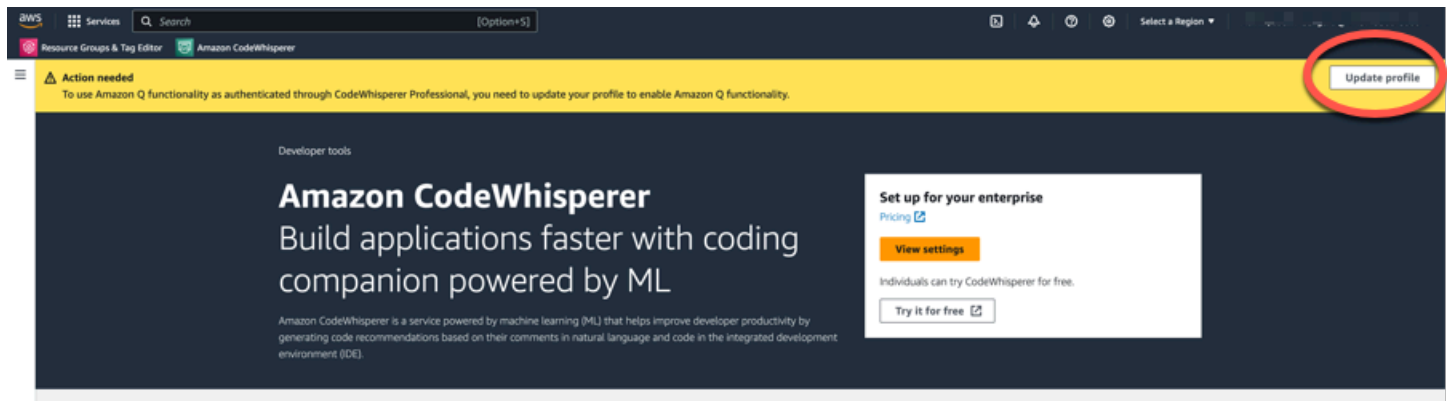 aws Services Search [Option+S] Select a Region ▼
Resource Groups & Tag Editor Amazon CodeWhisperer
Action needed
To use Amazon Q functionality as authenticated through CodeWhisperer Professional, you need to update your profile to enable Amazon Q functionality.
Update profile
Developer tools
Amazon CodeWhisperer
Build applications faster with coding
companion powered by ML
Amazon CodeWhisperer is a service powered by machine learning (ML) that helps improve developer productivity by
generating code recommendations based on their comments in natural language and code in the integrated development
environment (IDE).
Set up for your enterprise
Pricing
View settings
Individuals can try CodeWhisperer for free.
Try it for free